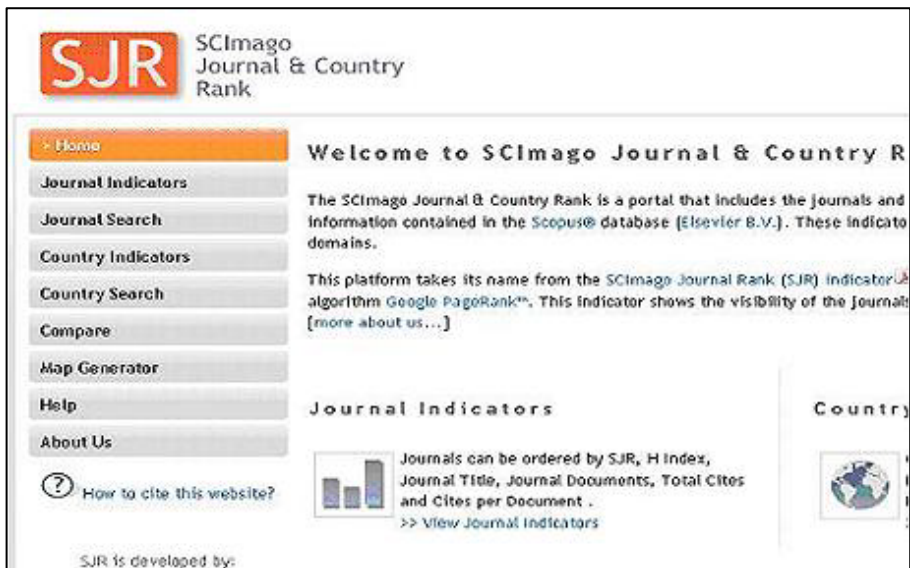 SJR
SCImago
Journal & Country
Rank
> Home
Journal Indicators
Journal Search
Country Indicators
Country Search
Compare
Map Generator
Help
About Us
? How to cite this website?
SJR is developed by:
Welcome to SCImago Journal & Country R
The SCImago Journal & Country Rank is a portal that includes the journals and
information contained in the Scopus® database (Elsevier B.V.). These indicato
domains.
This platform takes its name from the SCImago Journal Rank (SJR) indicator
algorithm Google PageRank™. This indicator shows the visibility of the journals
[more about us...]
Journal Indicators
Journals can be ordered by SJR, H Index,
Journal Title, Journal Documents, Total Cites
and Cites per Document .
>> View Journal Indicators
Country